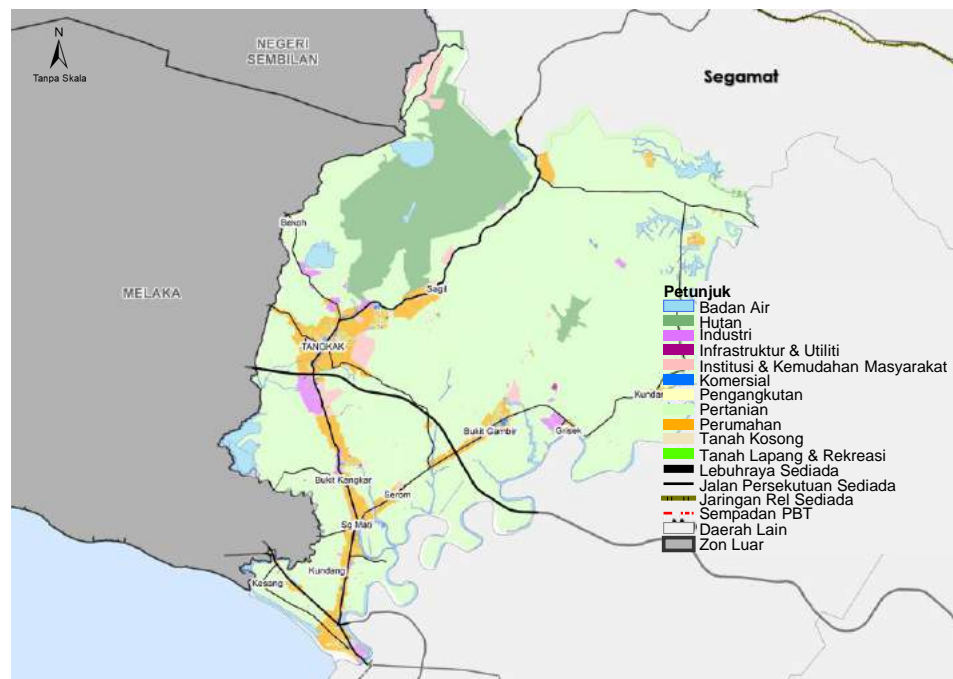 N
Tanpa Skala
NEGERI
SEMBILAN
Segamat
Bekoh
MELAKA
Sagil
TANGKAK
Petunjuk
Badan Air
Hutan
Industri
Infrastruktur & Utiliti
Institusi & Kemudahan Masyarakat
Komersial
Pengangkutan
Pertanian
Perumahan
Tanah Kosong
Tanah Lapang & Rekreasi
Lebuhraya Sediada
Jalan Persekutuan Sediada
Jaringan Rel Sediada
Sempadan PBT
Daerah Lain
Zon Luar
Bukit Gambir
Grisek
Bukit Kangkar
Serom
Sg Mati
Kundang
Kesang